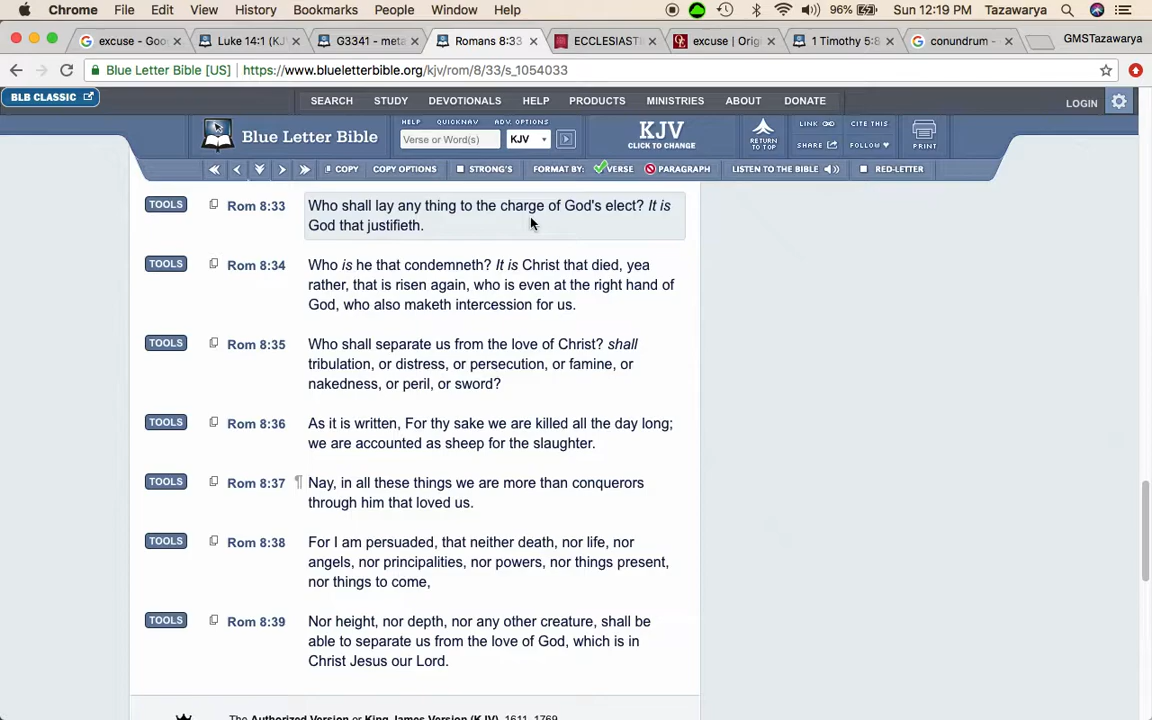 Chrome File Edit View History Bookmarks People Window Help 96% Sun 12:19 PM Tazawarya
excuse - Goo Luke 14:1 (KJ G3341 - meta Romans 8:33 ECCLESIAST excuse | Orig 1 Timothy 5:8 conundrum - GMSTazawarya
Blue Letter Bible [US] https://www.blueletterbible.org/kjv/rom/8/33/s_1054033
BLB CLASSIC SEARCH STUDY DEVOTIONALS HELP PRODUCTS MINISTRIES ABOUT DONATE LOGIN
HELP QUICKNAV ADV. OPTIONS LINK CITE THIS
Blue Letter Bible Verse or Word(s) KJV KJV
CLICK TO CHANGE RETURN TO TOP SHARE FOLLOW PRINT
COPY COPY OPTIONS STRONG'S FORMAT BY: VERSE PARAGRAPH LISTEN TO THE BIBLE RED-LETTER
TOOLS Rom 8:33 Who shall lay any thing to the charge of God's elect? It is
God that justifieth.
TOOLS Rom 8:34 Who is he that condemneth? It is Christ that died, yea
rather, that is risen again, who is even at the right hand of
God, who also maketh intercession for us.
TOOLS Rom 8:35 Who shall separate us from the love of Christ? shall
tribulation, or distress, or persecution, or famine, or
nakedness, or peril, or sword?
TOOLS Rom 8:36 As it is written, For thy sake we are killed all the day long;
we are accounted as sheep for the slaughter.
TOOLS Rom 8:37 ¶ Nay, in all these things we are more than conquerors
through him that loved us.
TOOLS Rom 8:38 For I am persuaded, that neither death, nor life, nor
angels, nor principalities, nor powers, nor things present,
nor things to come,
TOOLS Rom 8:39 Nor height, nor depth, nor any other creature, shall be
able to separate us from the love of God, which is in
Christ Jesus our Lord.
The Authorized Version or King James Version (KJV), 1611, 1769.